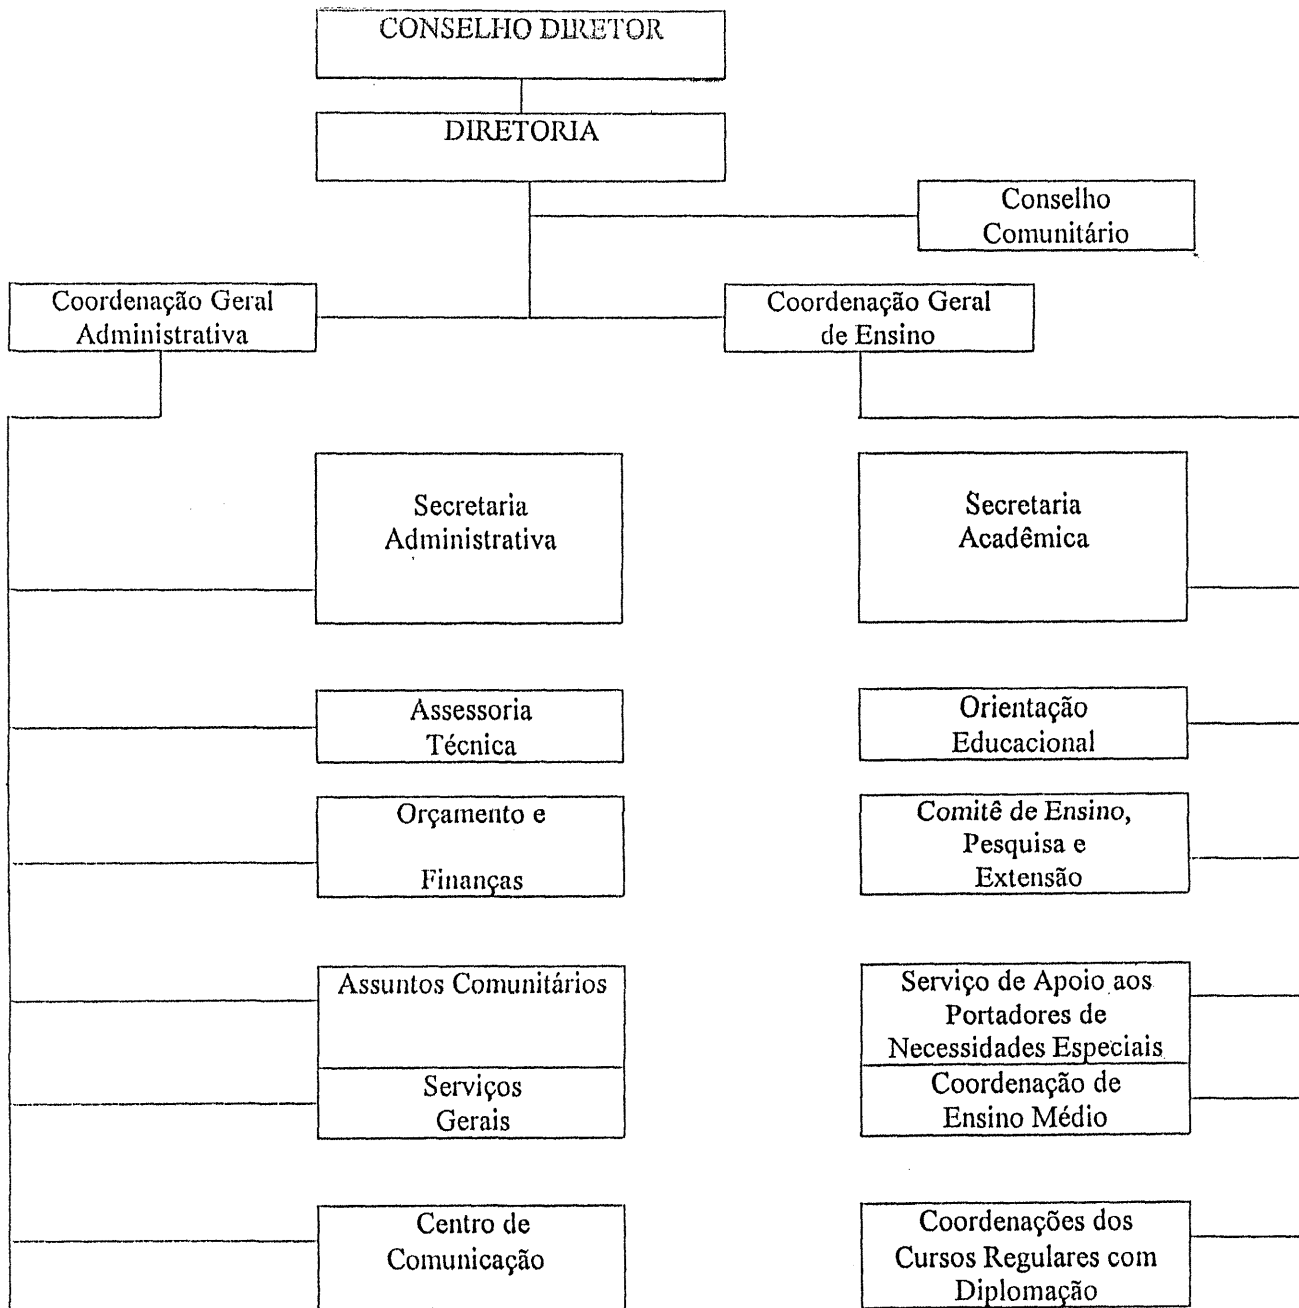 CONSELHO DIRETOR
DIRETORIA
Conselho
Comunitário
Coordenação Geral
Administrativa
Coordenação Geral
de Ensino
Secretaria
Administrativa
Secretaria
Acadêmica
Assessoria
Técnica
Orientação
Educacional
Orçamento e
Finanças
Comitê de Ensino,
Pesquisa e
Extensão
Assuntos Comunitários
Serviço de Apoio aos
Portadores de
Necessidades Especiais
Serviços
Gerais
Coordenação de
Ensino Médio
Centro de
Comunicação
Coordenações dos
Cursos Regulares com
Diplomação